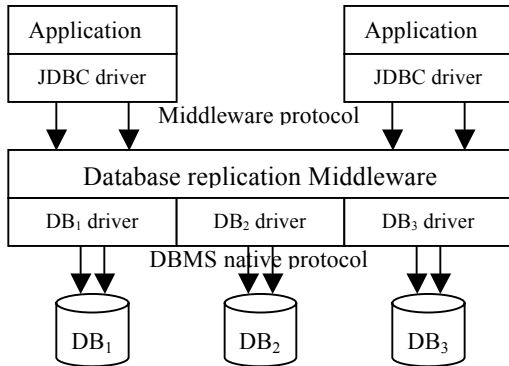 Application
Application
JDBC driver
JDBC driver
Middleware protocol
Database replication Middleware
DB₁ driver
DB₂ driver
DB₃ driver
DBMS native protocol
DB₁
DB₂
DB₃